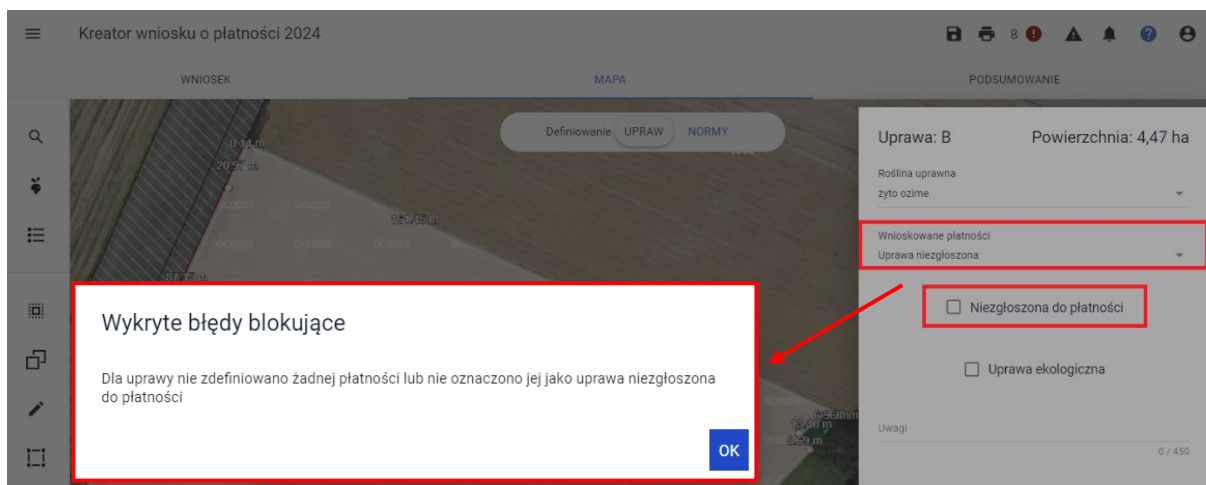 Kreator wniosku o płatności 2024
8
WNIOSEK
MAPA
PODSUMOWANIE
Definiowanie UPRAW NORMY
Uprawa: B
Powierzchnia: 4,47 ha
Roślina uprawna
żyto ozime
Wnioskowane płatności
Uprawa niezgłoszona
Niezgłoszona do płatności
Uprawa ekologiczna
Uwagi
0 / 450
20,97 m
Wykryte błędy blokujące
Dla uprawy nie zdefiniowano żadnej płatności lub nie oznaczono jej jako uprawa niezgłoszona
do płatności
OK